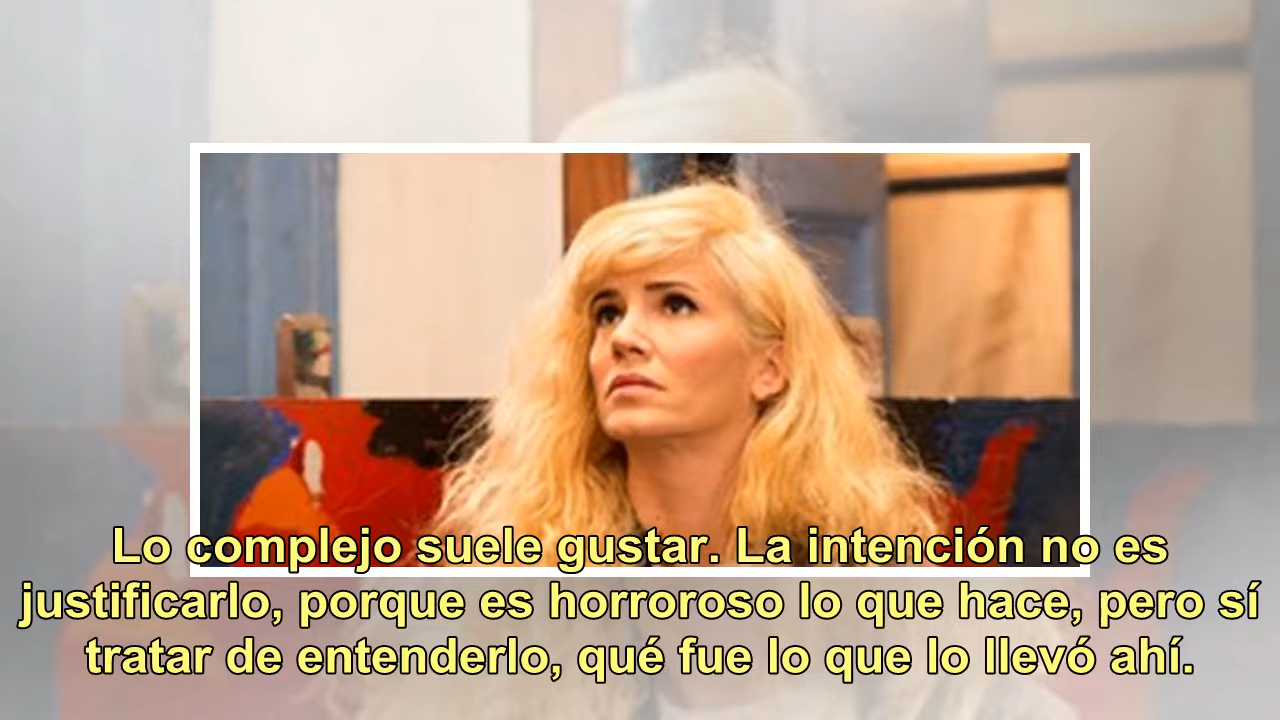 Lo complejo suele gustar. La intención no es
justificarlo, porque es horroroso lo que hace, pero sí
tratar de entenderlo, qué fue lo que lo llevó ahí.